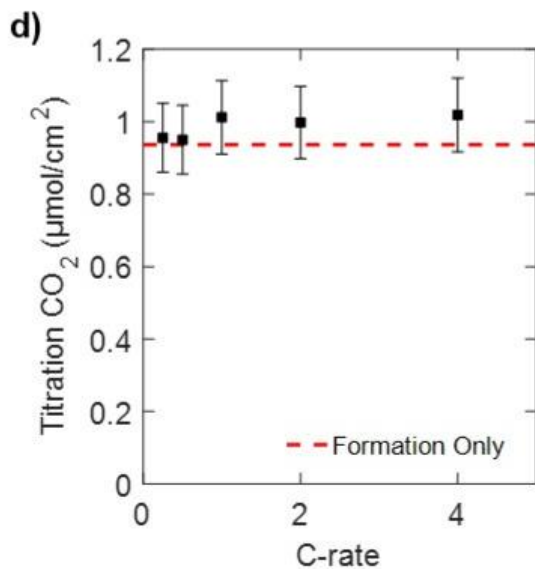 d)
Titration CO₂ (μmol/cm²)
1.2
1
0.8
0.6
0.4
0.2
0
Formation Only
0 2 4
C-rate